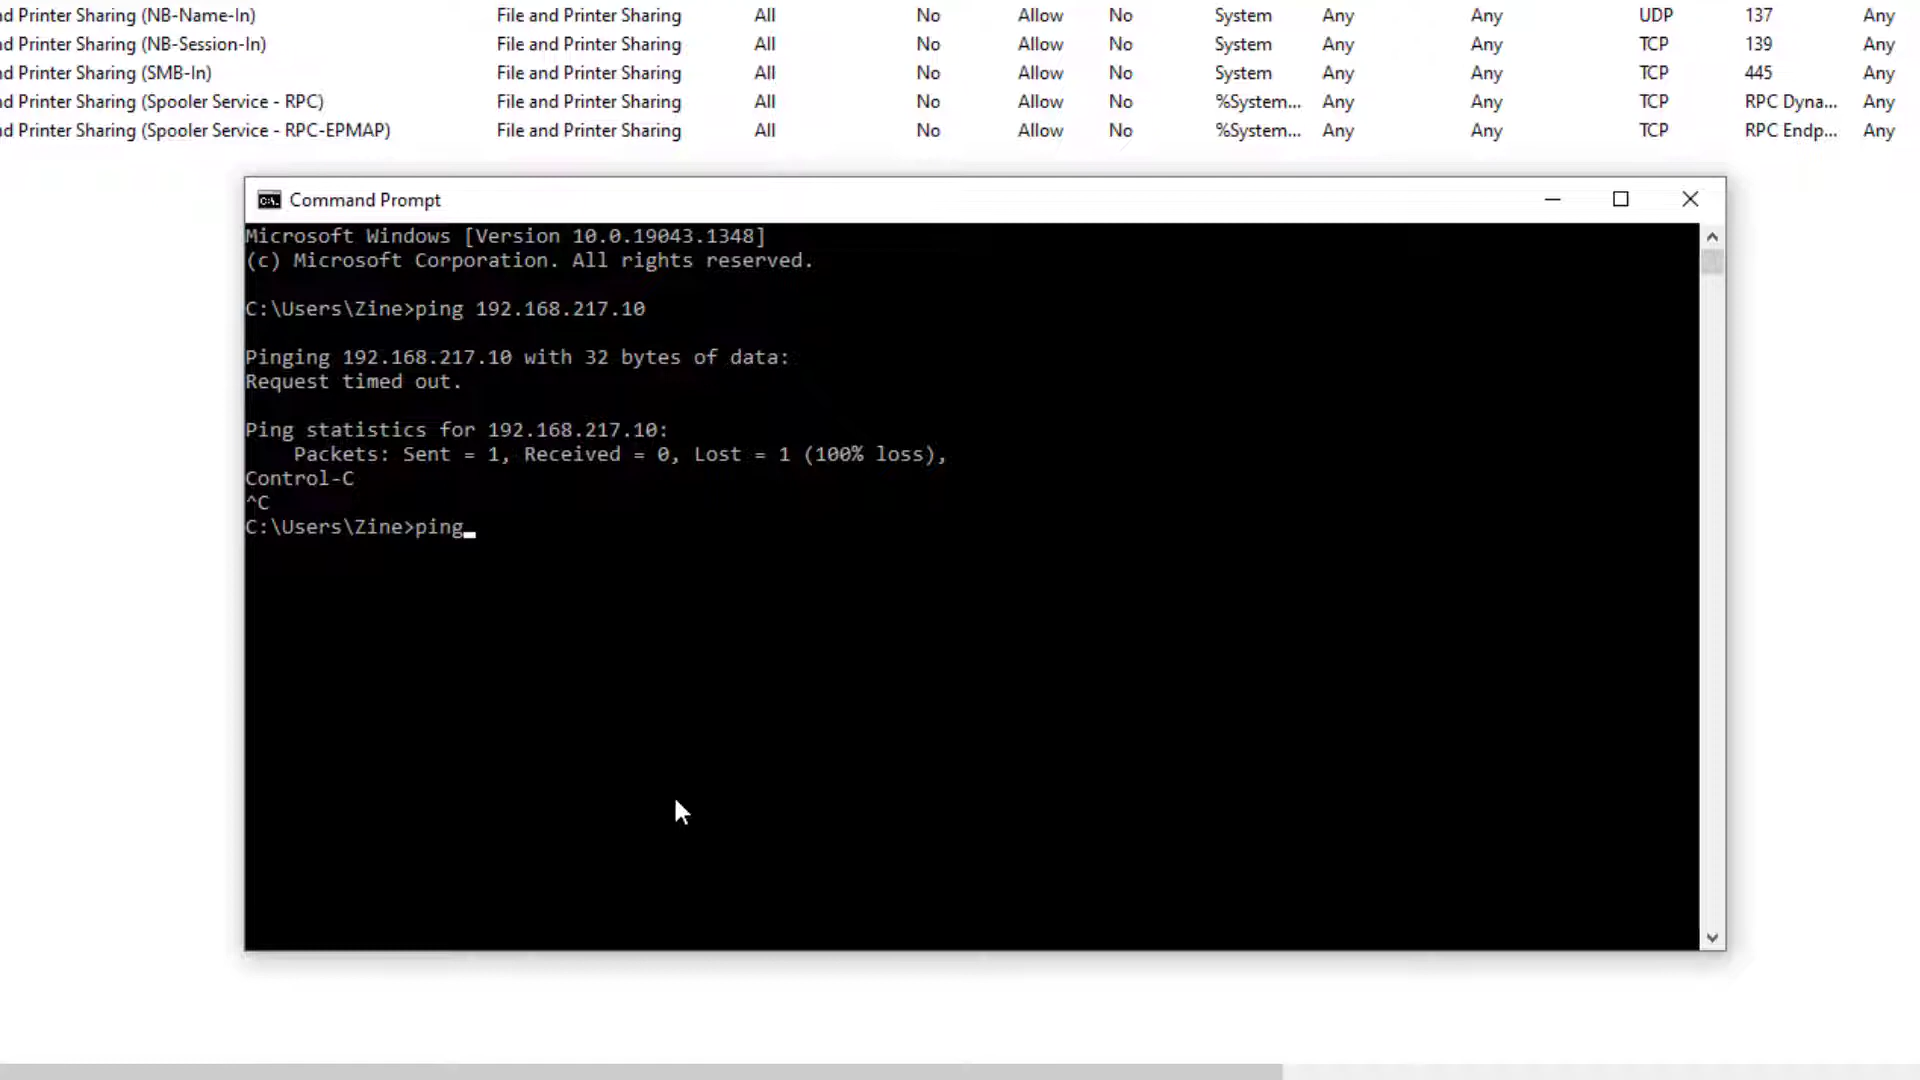 nd Printer Sharing (NB-Name-In) File and Printer Sharing All No Allow No System Any Any UDP 137 Any
nd Printer Sharing (NB-Session-In) File and Printer Sharing All No Allow No System Any Any TCP 139 Any
nd Printer Sharing (SMB-In) File and Printer Sharing All No Allow No System Any Any TCP 445 Any
nd Printer Sharing (Spooler Service - RPC) File and Printer Sharing All No Allow No %System... Any Any TCP RPC Dyna... Any
nd Printer Sharing (Spooler Service - RPC-EPMAP) File and Printer Sharing All No Allow No %System... Any Any TCP RPC Endp... Any
C:\. Command Prompt
Microsoft Windows [Version 10.0.19043.1348]
(c) Microsoft Corporation. All rights reserved.
C:\Users\Zine>ping 192.168.217.10
Pinging 192.168.217.10 with 32 bytes of data:
Request timed out.
Ping statistics for 192.168.217.10:
Packets: Sent = 1, Received = 0, Lost = 1 (100% loss),
Control-C
^C
C:\Users\Zine>ping